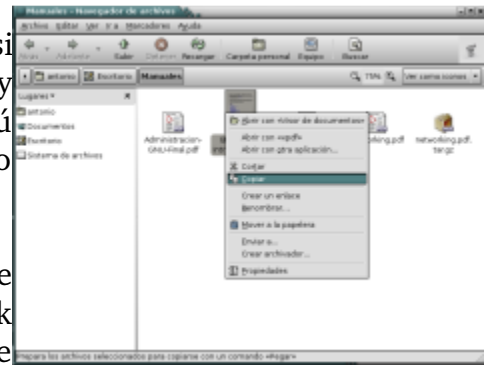 si
y
ú
o
e
k
e
Manuales - Navegador de archivos
Archivo Editar Ver Ir a Marcadores Ayuda
Atrás Adelante Subir Detener Recargar Carpeta personal Equipo Buscar
antonio Escritorio Manuales 75% Ver como iconos
Lugares
antonio
Documentos
Escritorio
Sistema de archivos
Administracion-GNU-Final.pdf
networking.pdf.tar.gz
Abrir con «Visor de documentos»
Abrir con «xpdf»
Abrir con otra aplicación...
Cortar
Copiar
Crear un enlace
Renombrar...
Mover a la papelera
Enviar a...
Crear archivador...
Propiedades
Prepara los archivos seleccionados para copiarse con un comando «Pegar»